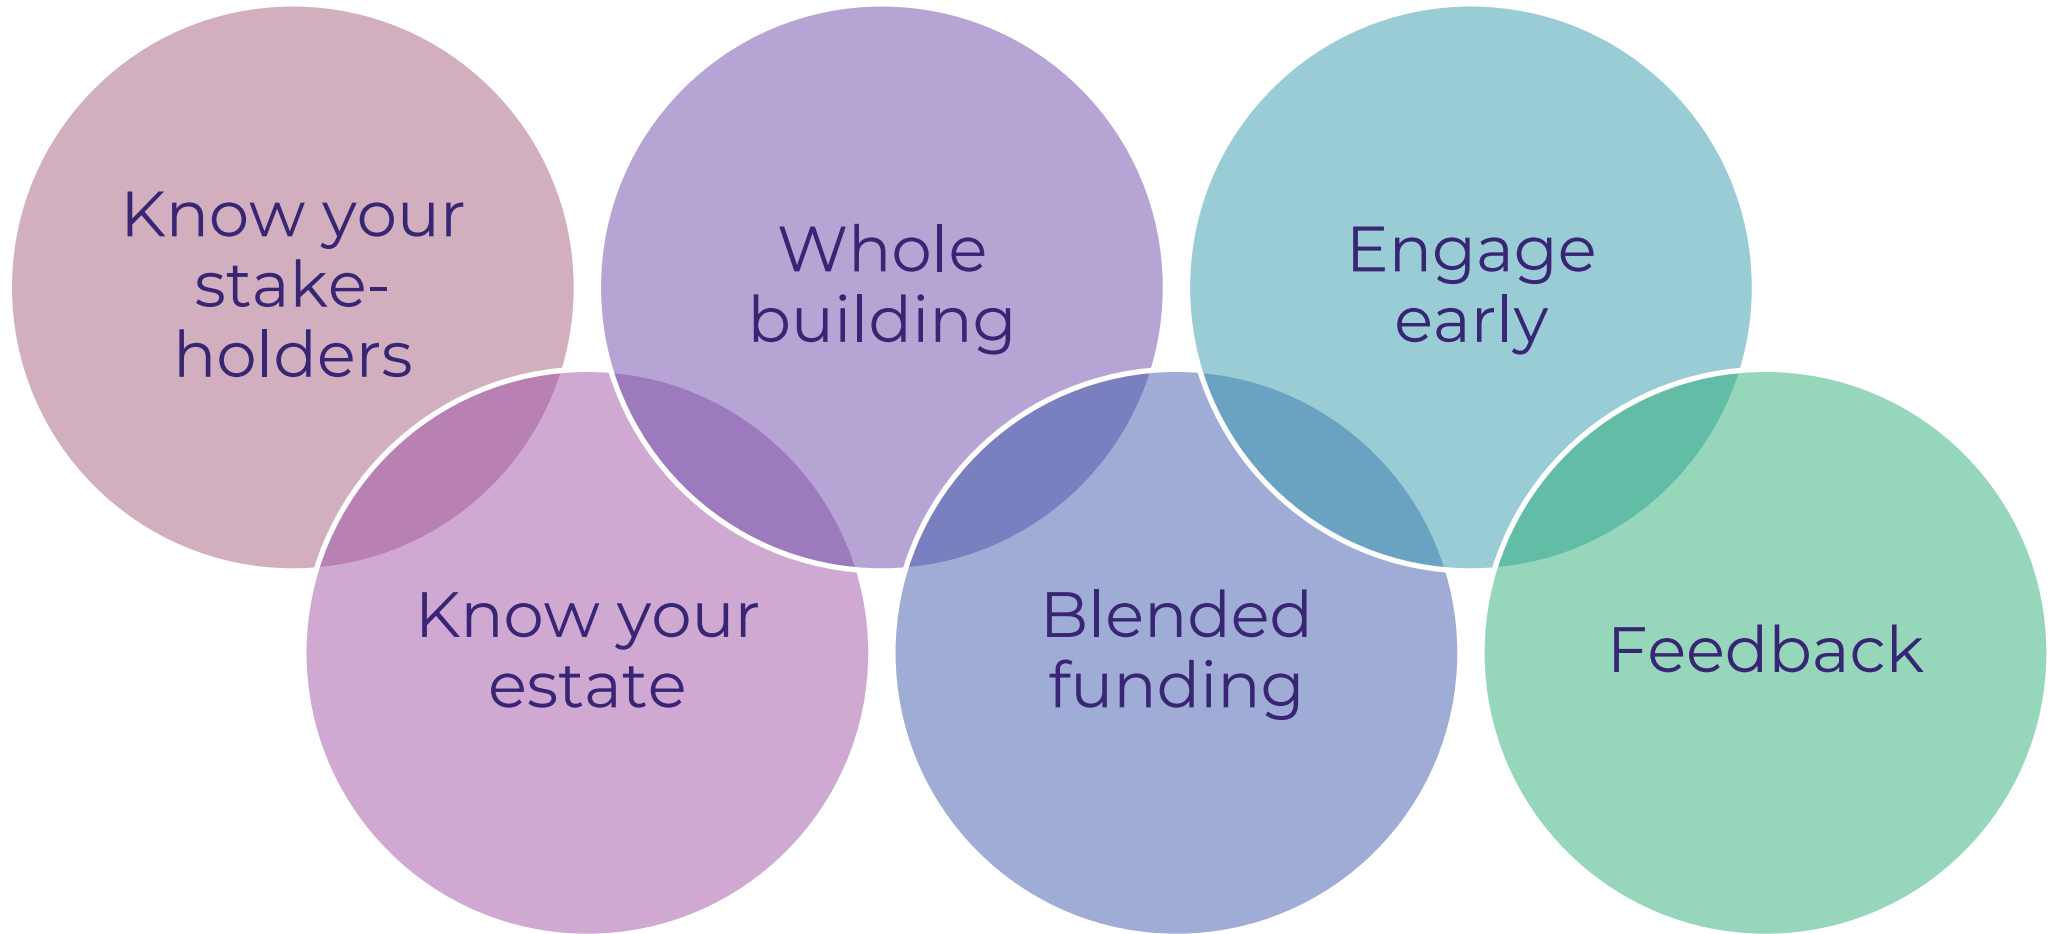 Know your
stake-
holders
Know your
estate
Whole
building
Blended
funding
Engage
early
Feedback